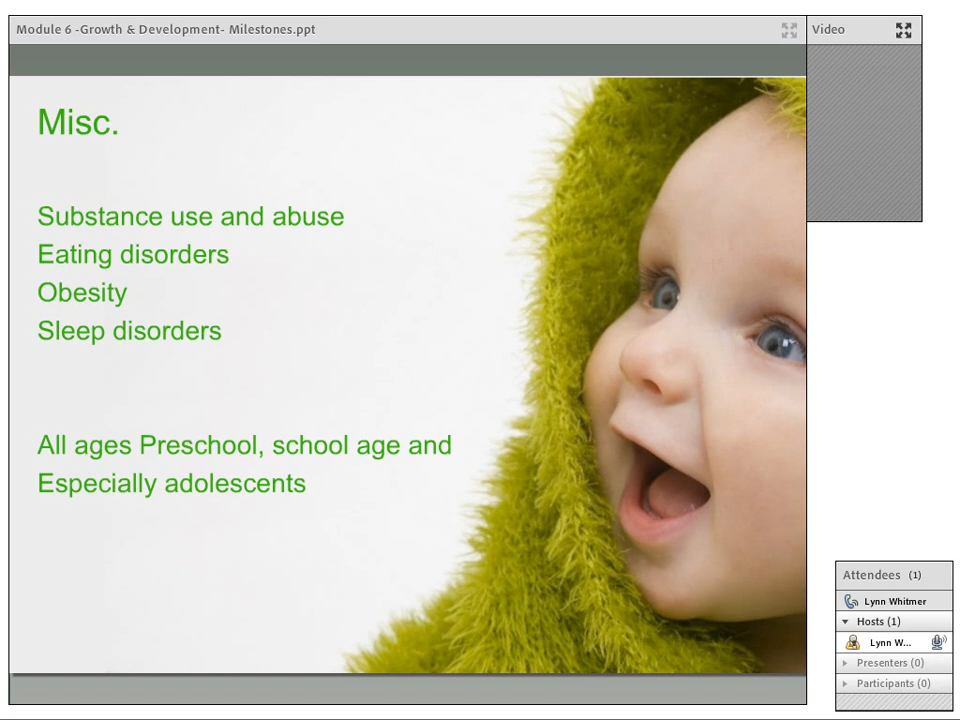 Module 6 -Growth & Development- Milestones.ppt
Video
Misc.
Substance use and abuse
Eating disorders
Obesity
Sleep disorders
All ages Preschool, school age and
Especially adolescents
Attendees (1)
Lynn Whitmer
Hosts (1)
Lynn W...
Presenters (0)
Participants (0)